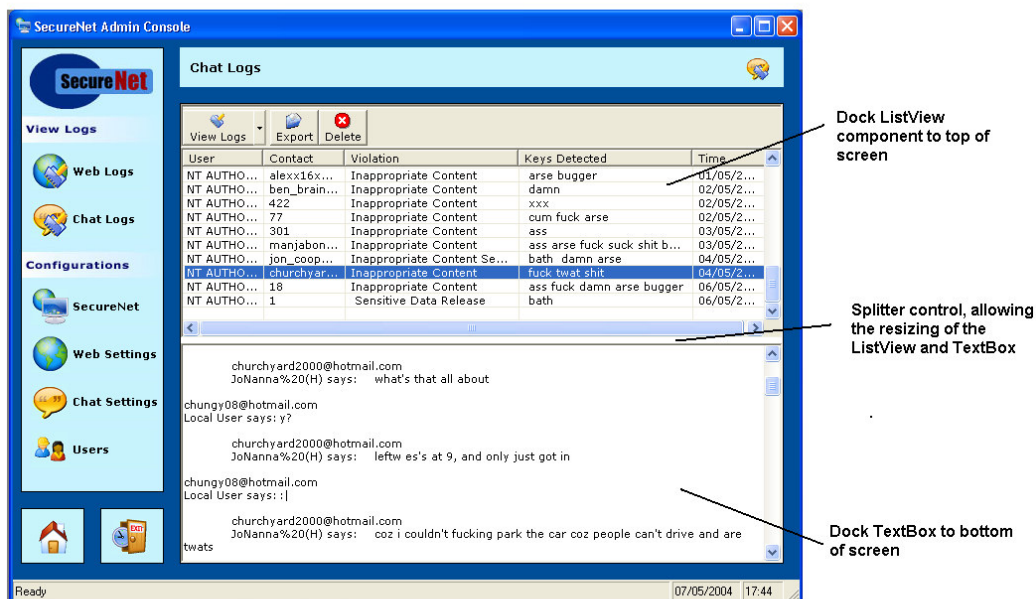 SecureNet Admin Console
SecureNet
Chat Logs
View Logs
Web Logs
Chat Logs
Configurations
SecureNet
Web Settings
Chat Settings
Users
EXIT
View Logs Export Delete
User Contact Violation Keys Detected Time
NT AUTHO... alexx16x... Inappropriate Content arse bugger 01/05/2...
NT AUTHO... ben_brain... Inappropriate Content damn 02/05/2...
NT AUTHO... 422 Inappropriate Content xxx 02/05/2...
NT AUTHO... 77 Inappropriate Content cum fuck arse 02/05/2...
NT AUTHO... 301 Inappropriate Content ass 03/05/2...
NT AUTHO... manjabon... Inappropriate Content ass arse fuck suck shit b... 03/05/2...
NT AUTHO... jon_coop... Inappropriate Content Se... bath damn arse 04/05/2...
NT AUTHO... churchyar... Inappropriate Content fuck twat shit 04/05/2...
NT AUTHO... 18 Inappropriate Content ass fuck damn arse bugger 06/05/2...
NT AUTHO... 1 Sensitive Data Release bath 06/05/2...
churchyard2000@hotmail.com
JoNanna%20(H) says: what's that all about
chungy08@hotmail.com
Local User says: y?
churchyard2000@hotmail.com
JoNanna%20(H) says: leftw es's at 9, and only just got in
chungy08@hotmail.com
Local User says: :|
churchyard2000@hotmail.com
JoNanna%20(H) says: coz i couldn't fucking park the car coz people can't drive and are
twats
Ready 07/05/2004 17:44
Dock ListView
component to top of
screen
Splitter control, allowing
the resizing of the
ListView and TextBox
.
Dock TextBox to bottom
of screen